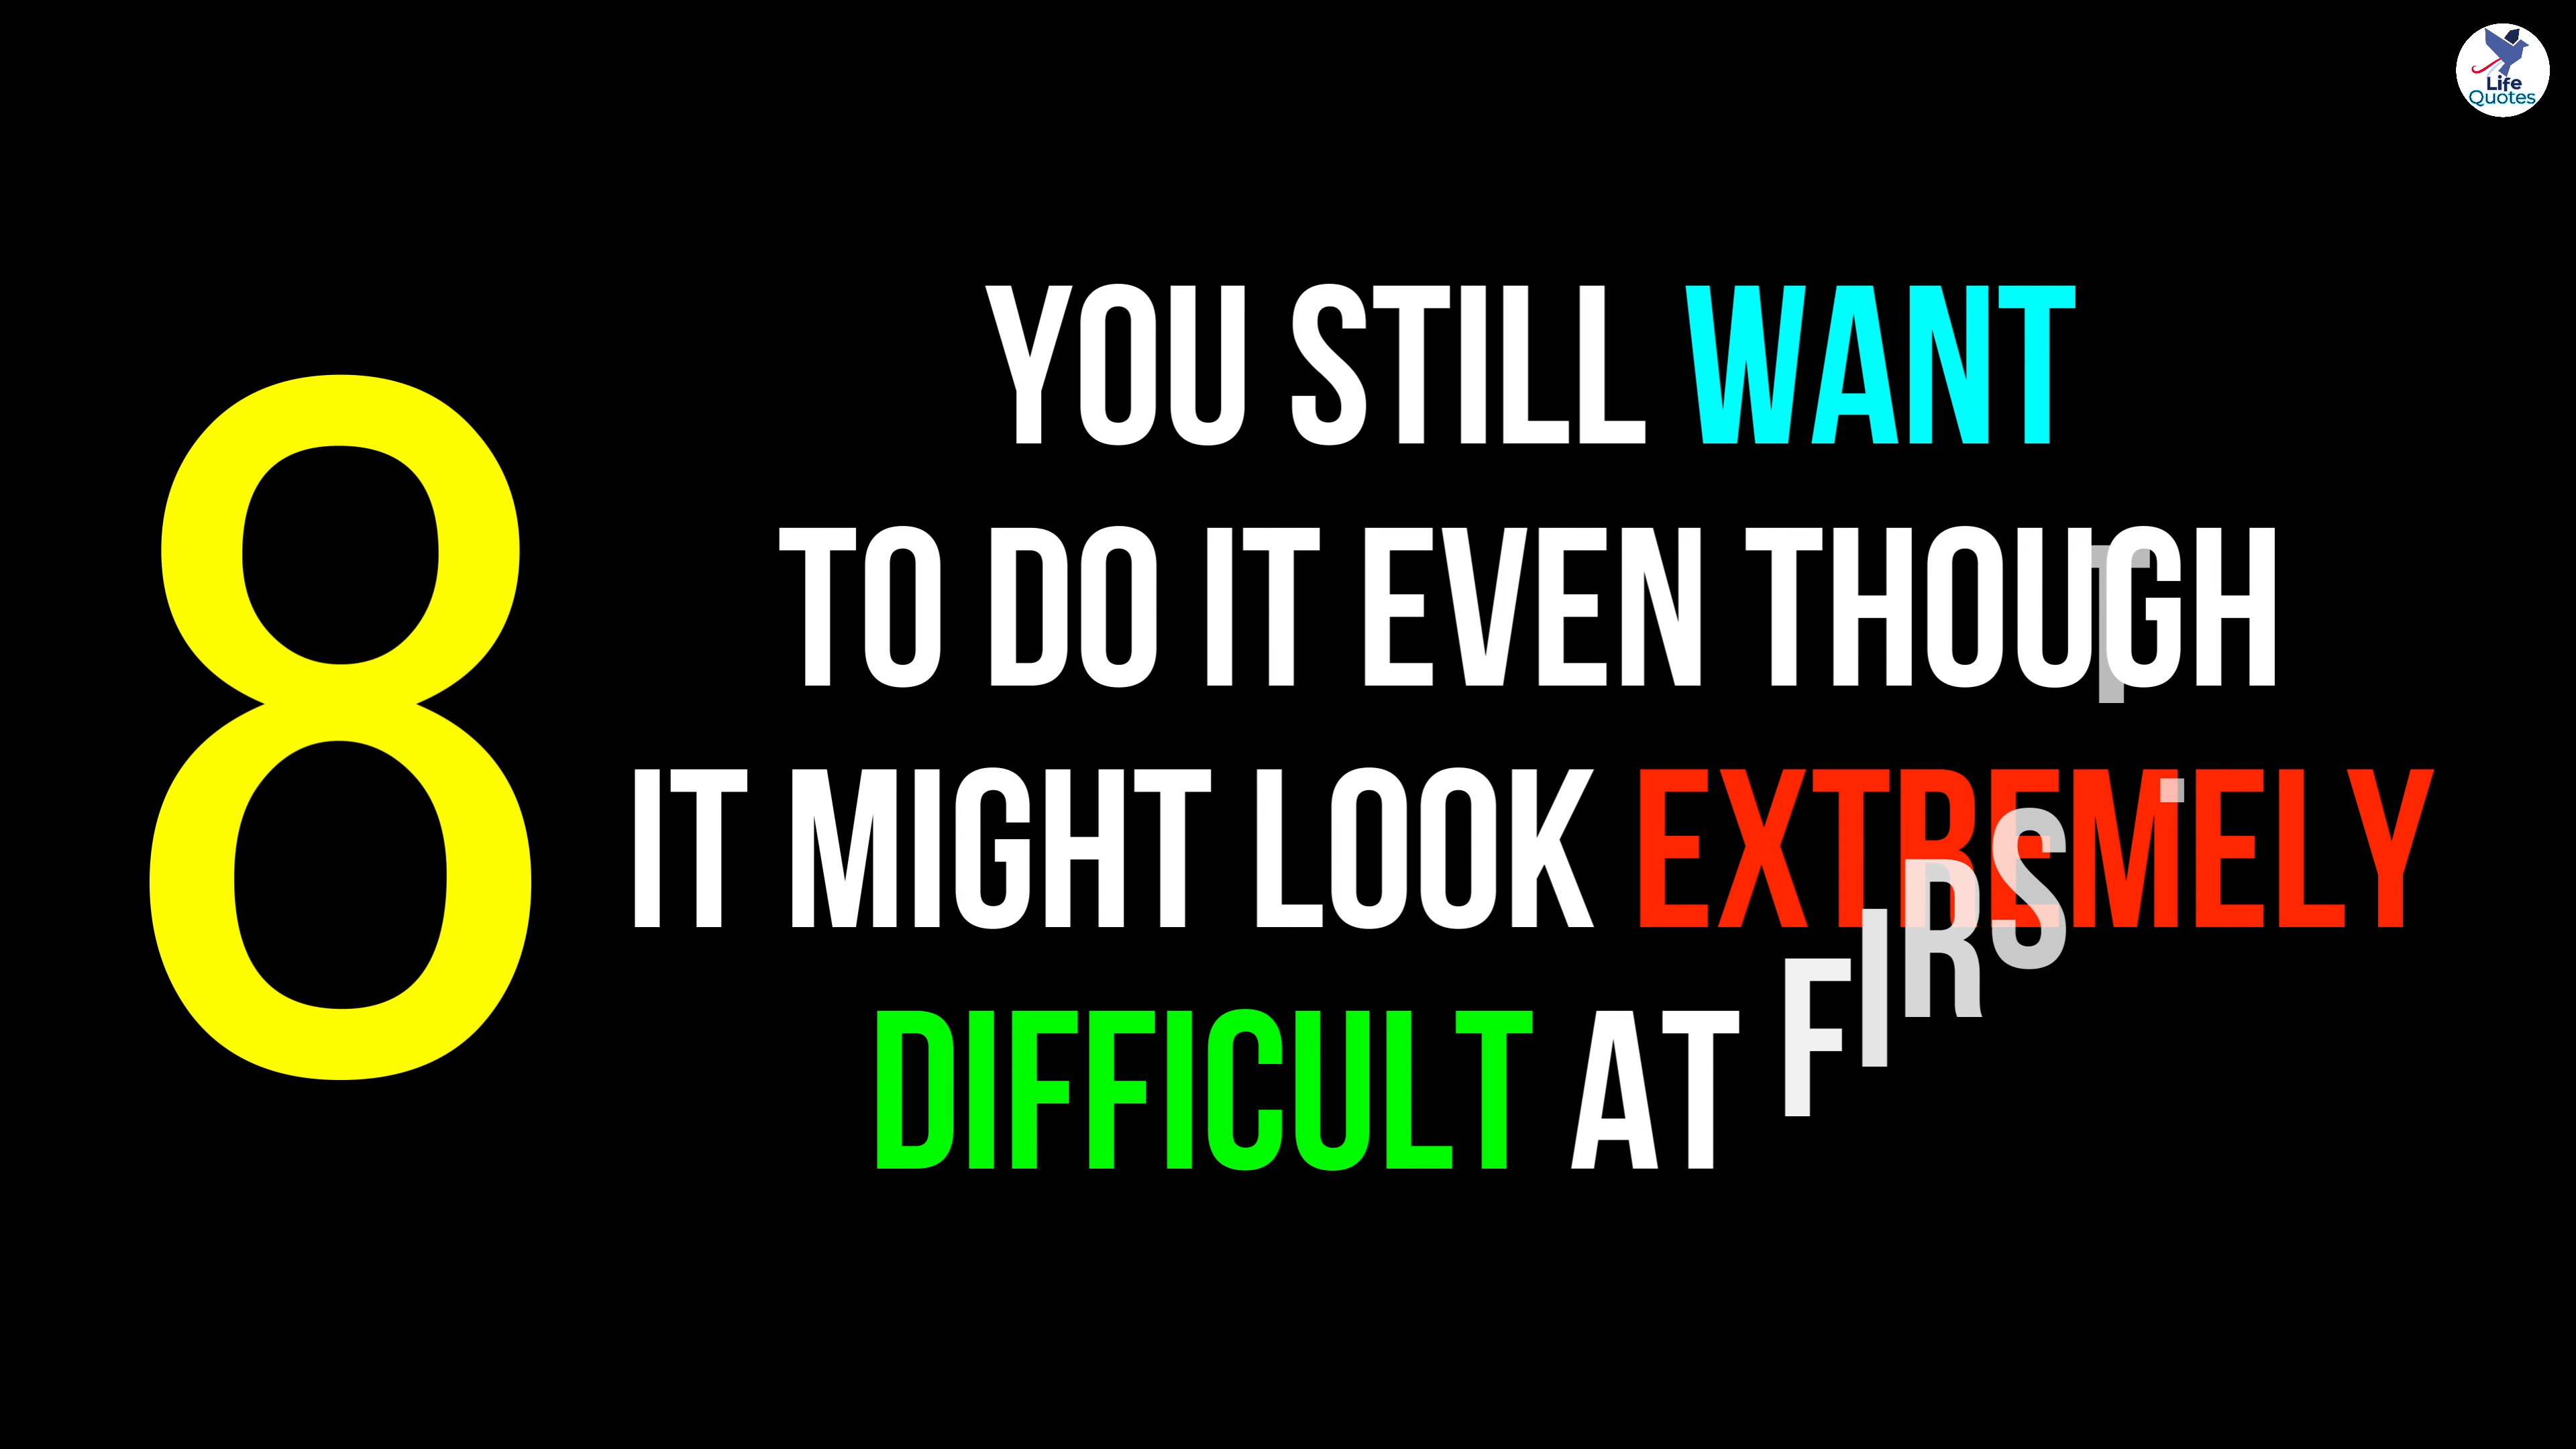 Life
Quotes
8
YOU STILL WANT
TO DO IT EVEN THOUGH
IT MIGHT LOOK EXTREMELY
DIFFICULT AT FIRST.